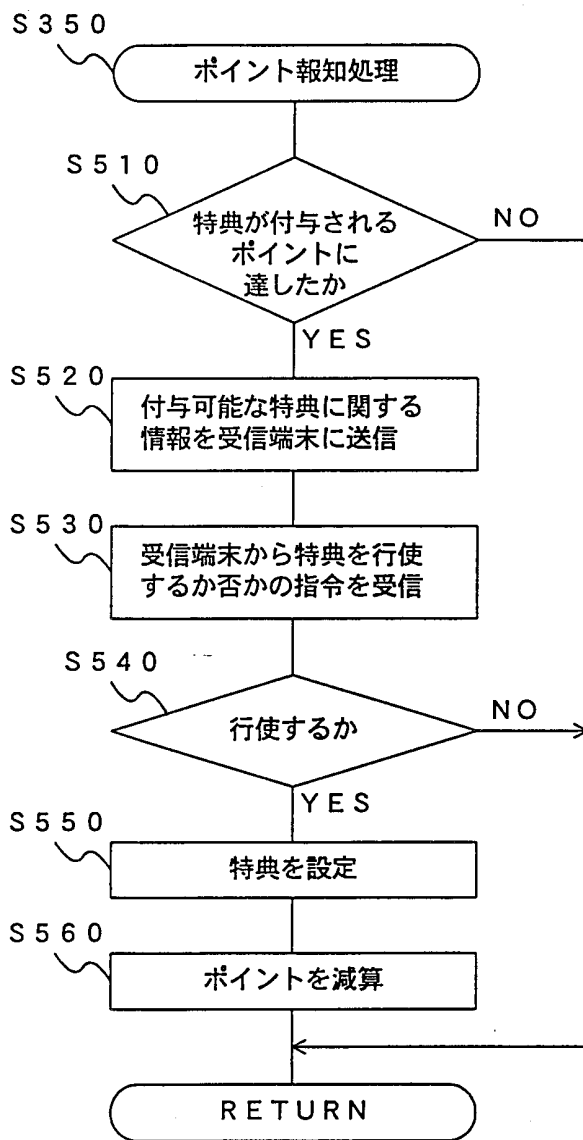 S350
ポイント報知処理
S510
特典が付与される
ポイントに
達したか
NO
YES
S520
付与可能な特典に関する
情報を受信端末に送信
S530
受信端末から特典を行使
するか否かの指令を受信
S540
行使するか
NO
YES
S550
特典を設定
S560
ポイントを減算
RETURN